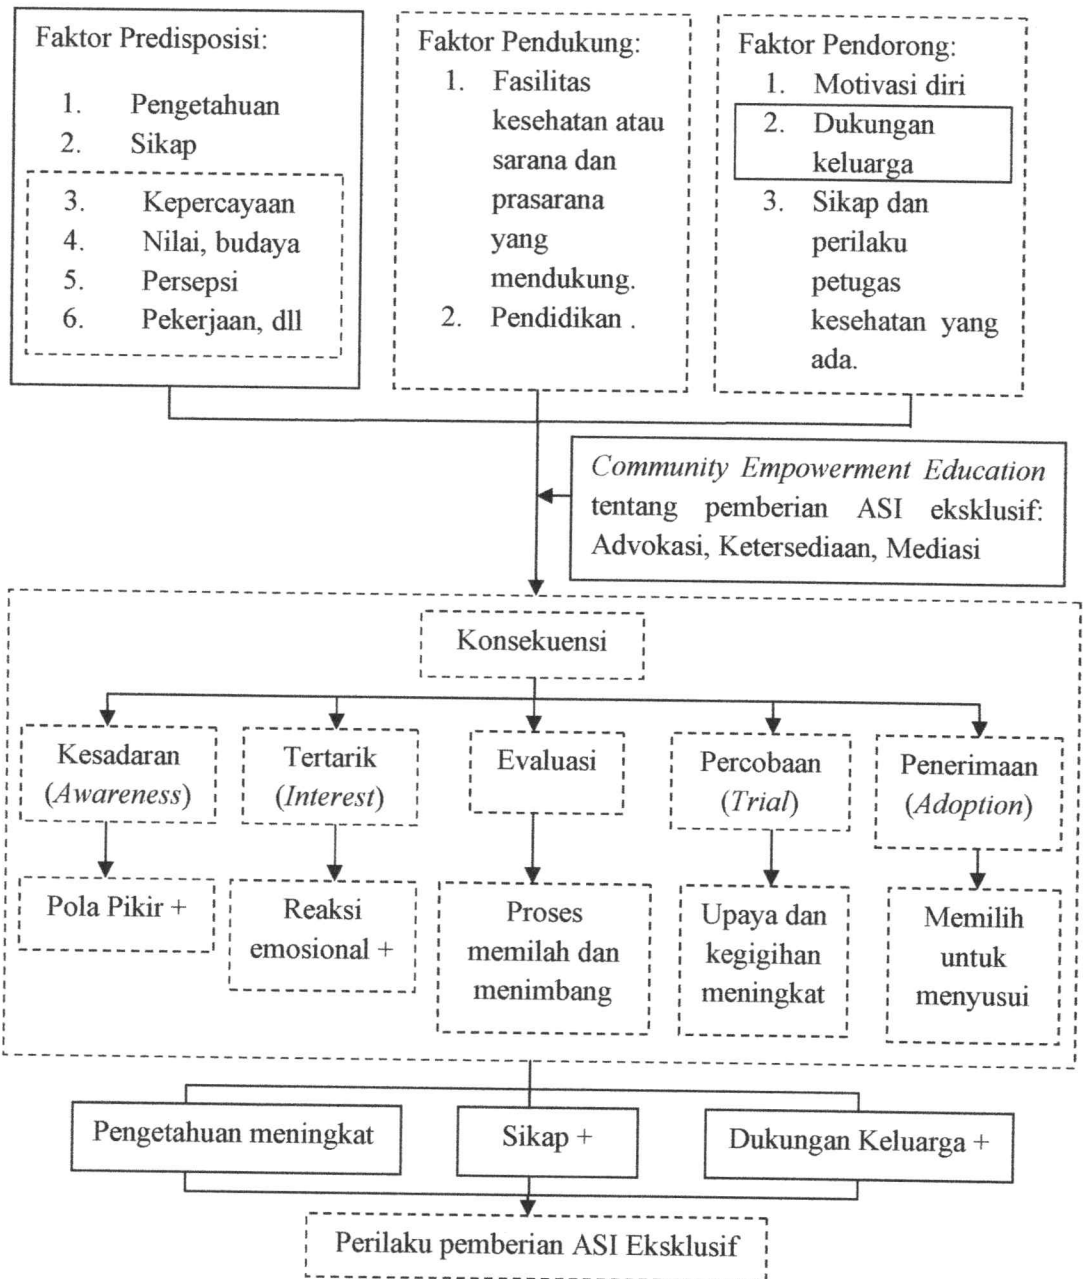 Faktor Predisposisi:
1. Pengetahuan
2. Sikap
3. Kepercayaan
4. Nilai, budaya
5. Persepsi
6. Pekerjaan, dll
Faktor Pendukung:
1. Fasilitas
kesehatan atau
sarana dan
prasarana
yang
mendukung.
2. Pendidikan .
Faktor Pendorong:
1. Motivasi diri
2. Dukungan
keluarga
3. Sikap dan
perilaku
petugas
kesehatan yang
ada.
Community Empowerment Education
tentang pemberian ASI eksklusif:
Advokasi, Ketersediaan, Mediasi
Konsekuensi
Kesadaran
(Awareness)
Tertarik
(Interest)
Evaluasi
Percobaan
(Trial)
Penerimaan
(Adoption)
Pola Pikir +
Reaksi
emosional +
Proses
memilah dan
menimbang
Upaya dan
kegigihan
meningkat
Memilih
untuk
menyusui
Pengetahuan meningkat
Sikap +
Dukungan Keluarga +
Perilaku pemberian ASI Eksklusif